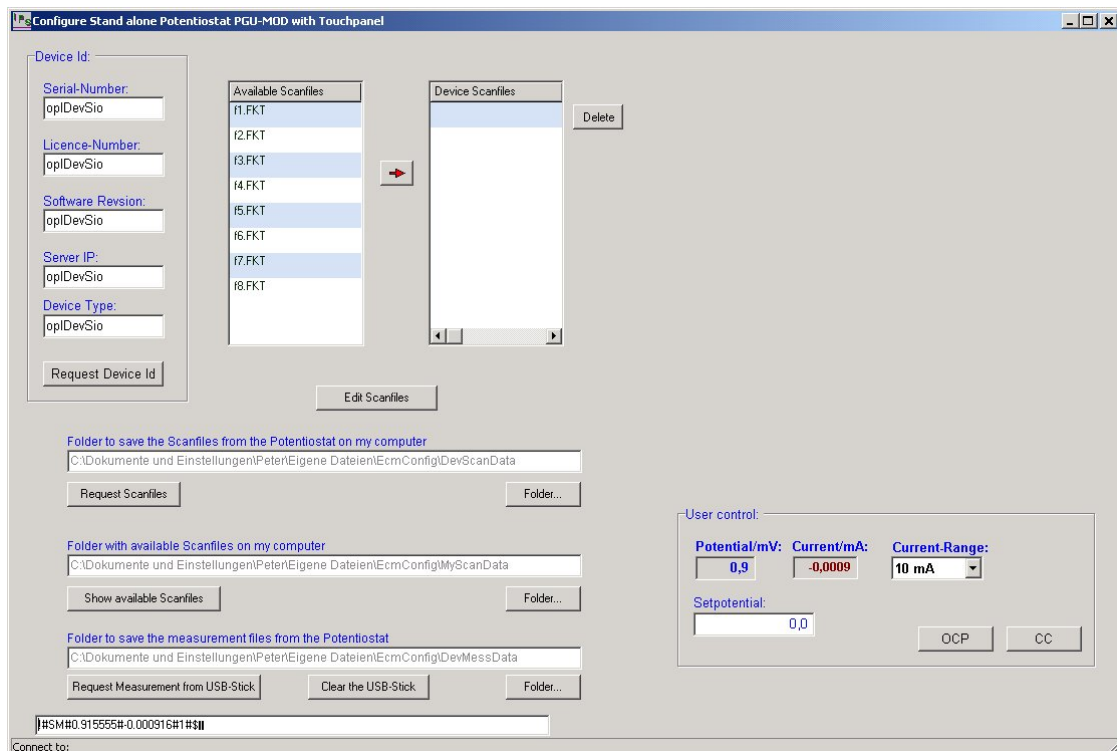 Configure Stand alone Potentiostat PGU-MOD with Touchpanel
Device Id:
Serial-Number:
opIDevSio
Licence-Number:
opIDevSio
Software Revsion:
opIDevSio
Server IP:
opIDevSio
Device Type:
opIDevSio
Request Device Id
Available Scanfiles
f1.FKT
f2.FKT
f3.FKT
f4.FKT
f5.FKT
f6.FKT
f7.FKT
f8.FKT
Device Scanfiles
Delete
Edit Scanfiles
Folder to save the Scanfiles from the Potentiostat on my computer
C:\Dokumente und Einstellungen\Peter\Eigene Dateien\EcmConfig\DevScanData
Request Scanfiles
Folder...
Folder with available Scanfiles on my computer
C:\Dokumente und Einstellungen\Peter\Eigene Dateien\EcmConfig\MyScanData
Show available Scanfiles
Folder...
Folder to save the measurement files from the Potentiostat
C:\Dokumente und Einstellungen\Peter\Eigene Dateien\EcmConfig\DevMessData
Request Measurement from USB-Stick
Clear the USB-Stick
Folder...
User control:
Potential/mV: Current/mA: Current-Range:
0,9 -0,0009 10 mA
Setpotential:
0,0
OCP CC
#SM#0.915555#-0.000916#1#$
Connect to: